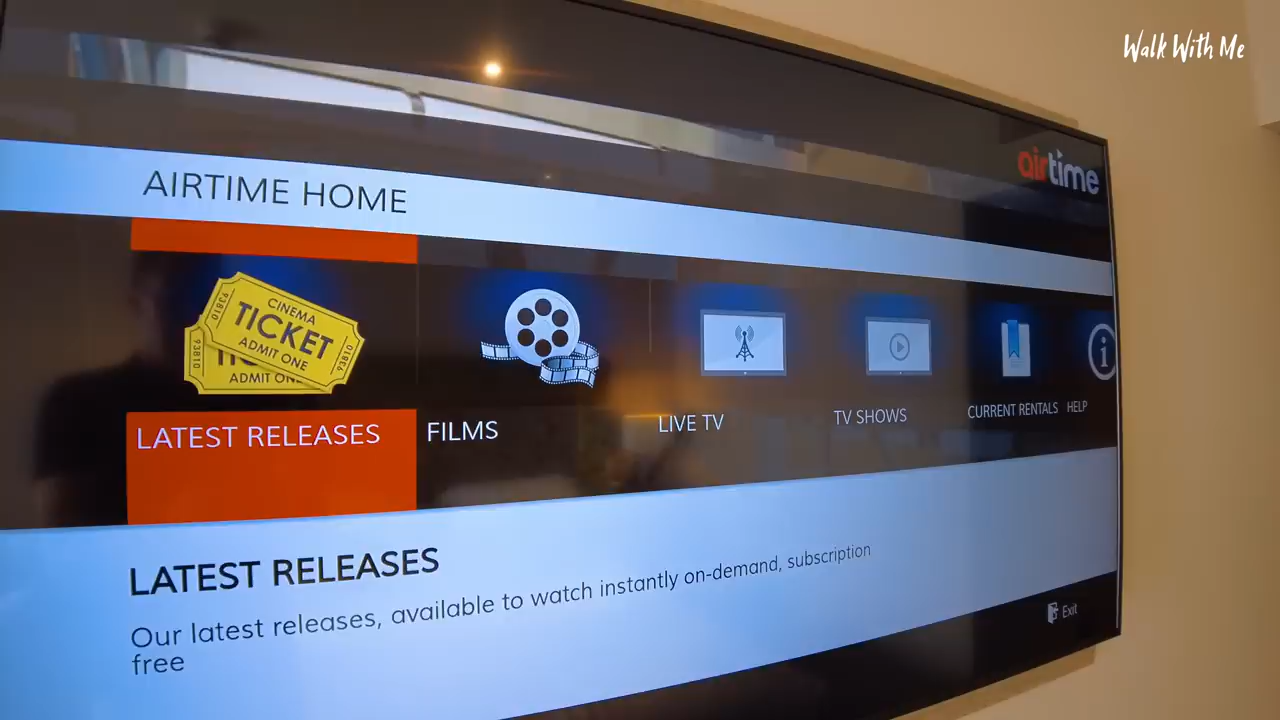 Walk With Me
airtime
AIRTIME HOME
CINEMA
TICKET
ADMIT ONE
93810
93810
93810
ADMIT ONE
LATEST RELEASES
FILMS
LIVE TV
TV SHOWS
CURRENT RENTALS
HELP
LATEST RELEASES
Our latest releases, available to watch instantly on-demand, subscription
free
Exit